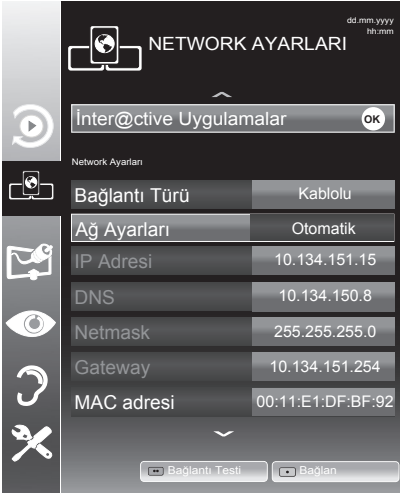 dd.mm.yyyy
hh:mm
NETWORK AYARLARI
İnter@ctive Uygulamalar OK
Network Ayarları
Bağlantı Türü Kablolu
Ağ Ayarları Otomatik
IP Adresi 10.134.151.15
DNS 10.134.150.8
Netmask 255.255.255.0
Gateway 10.134.151.254
MAC adresi 00:11:E1:DF:BF:92
Bağlantı Testi Bağlan